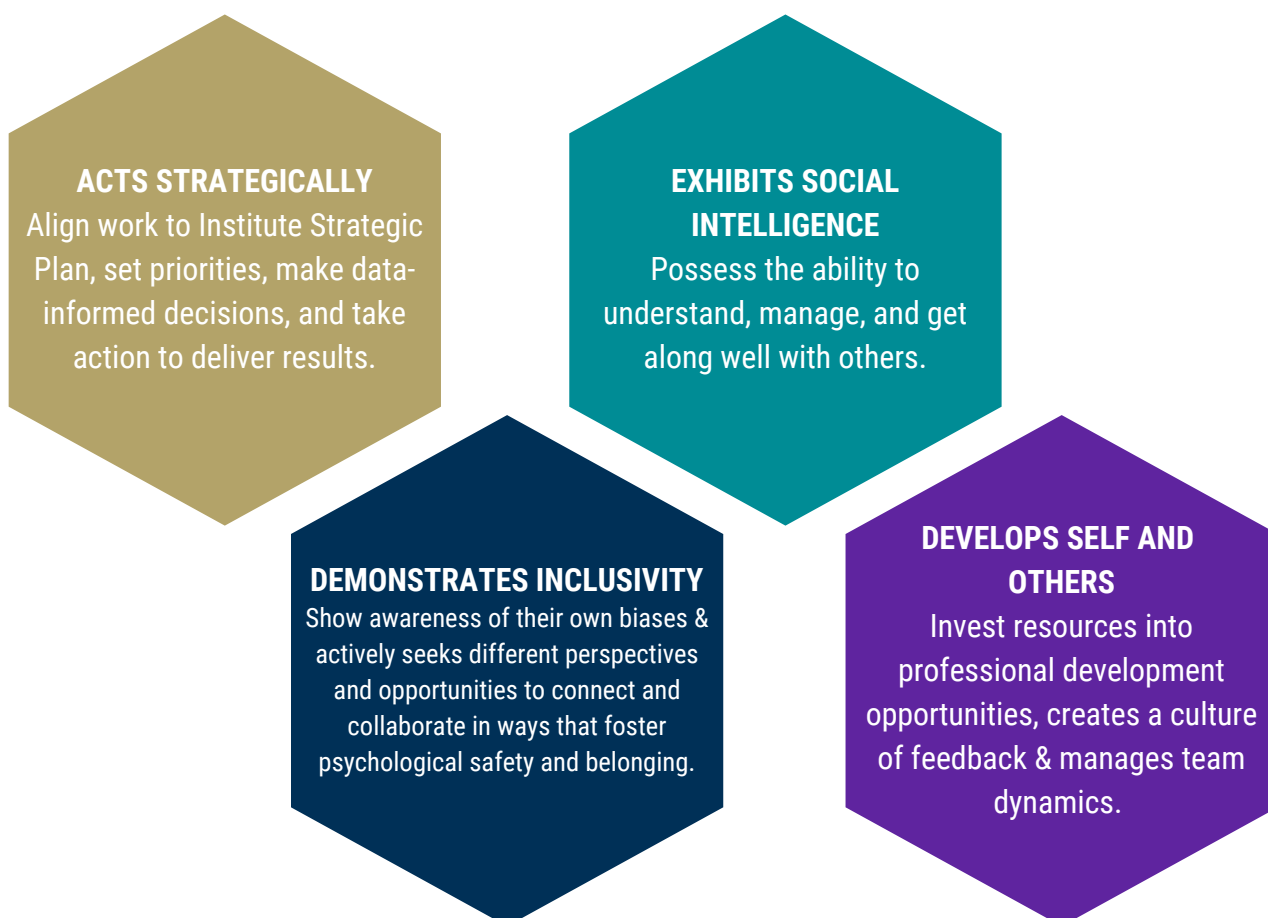 ACTS STRATEGICALLY
Align work to Institute Strategic
Plan, set priorities, make data-
informed decisions, and take
action to deliver results.
EXHIBITS SOCIAL
INTELLIGENCE
Possess the ability to
understand, manage, and get
along well with others.
DEMONSTRATES INCLUSIVITY
Show awareness of their own biases &
actively seeks different perspectives
and opportunities to connect and
collaborate in ways that foster
psychological safety and belonging.
DEVELOPS SELF AND
OTHERS
Invest resources into
professional development
opportunities, creates a culture
of feedback & manages team
dynamics.